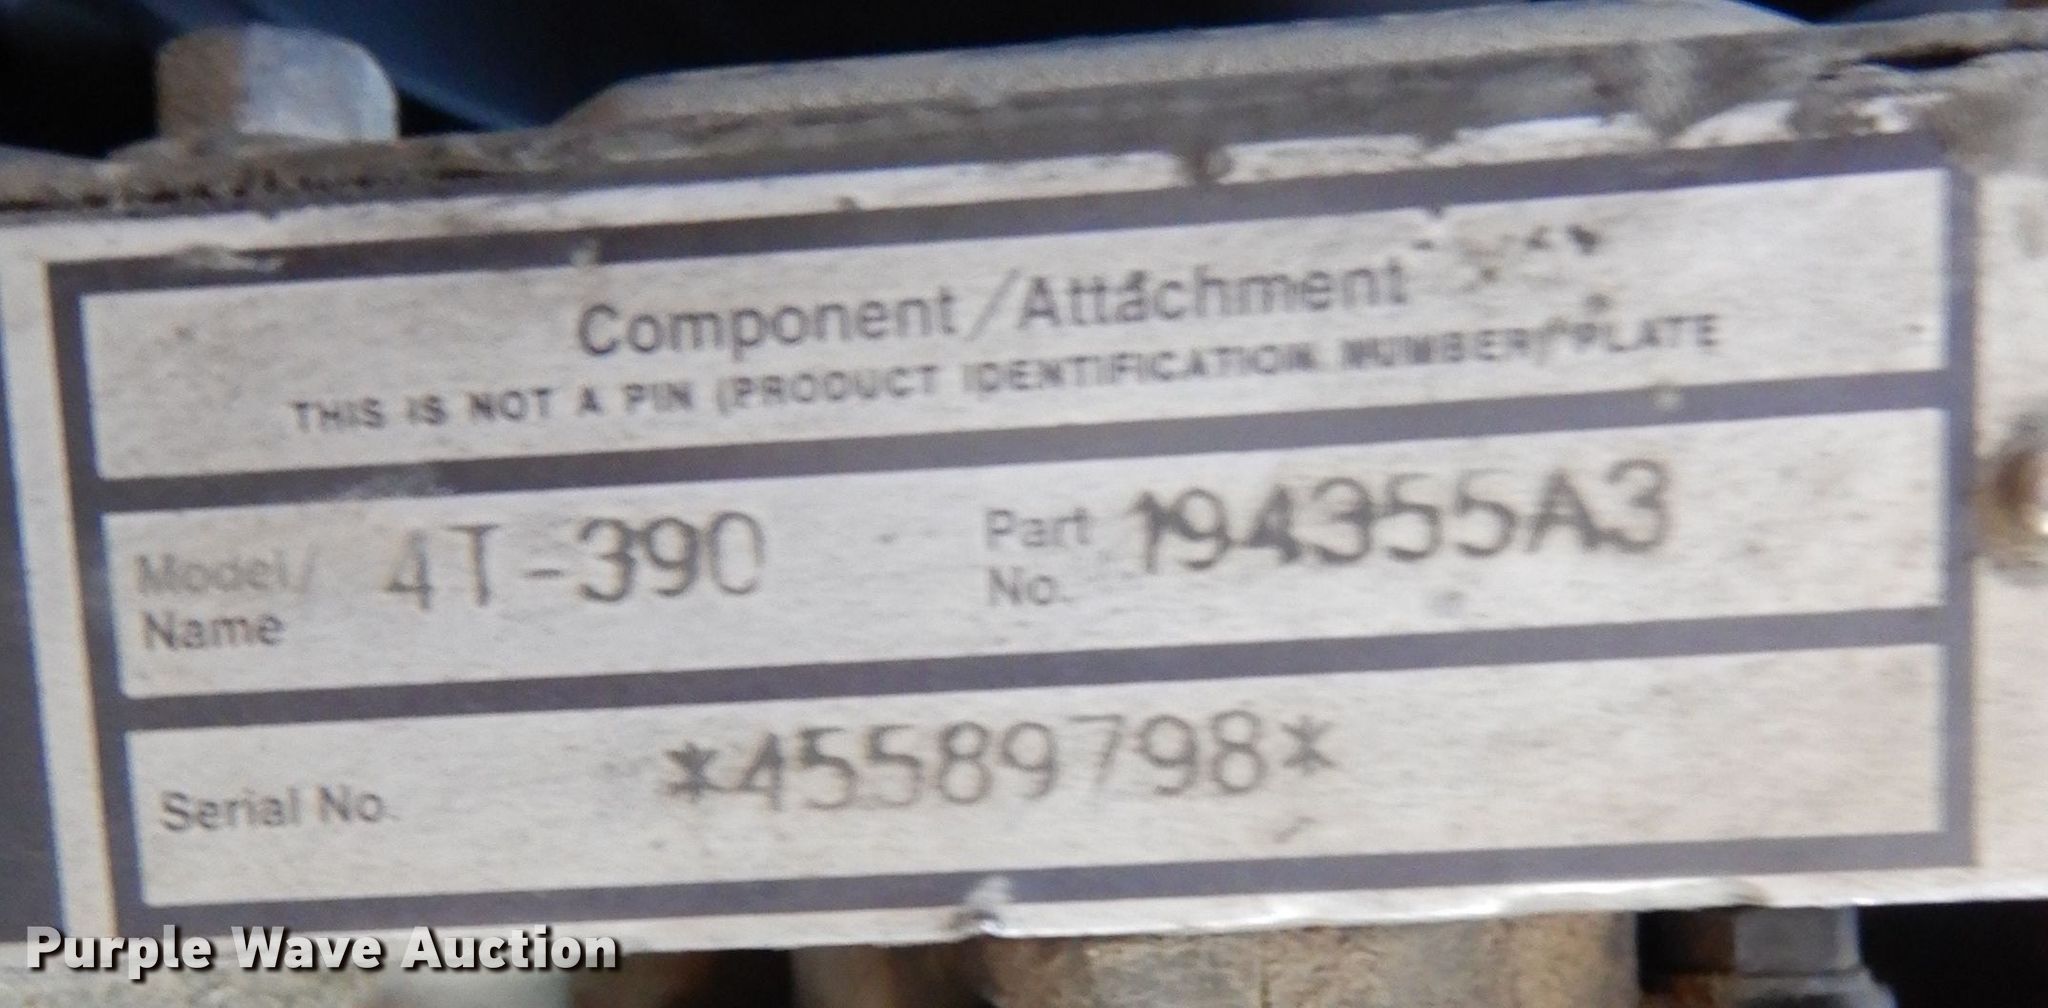 Component/Attachment
THIS IS NOT A PIN (PRODUCT IDENTIFICATION NUMBER) PLATE
Model/ Name 4T-390 Part No. 194355A3
Serial No. *45589798*
Purple Wave Auction